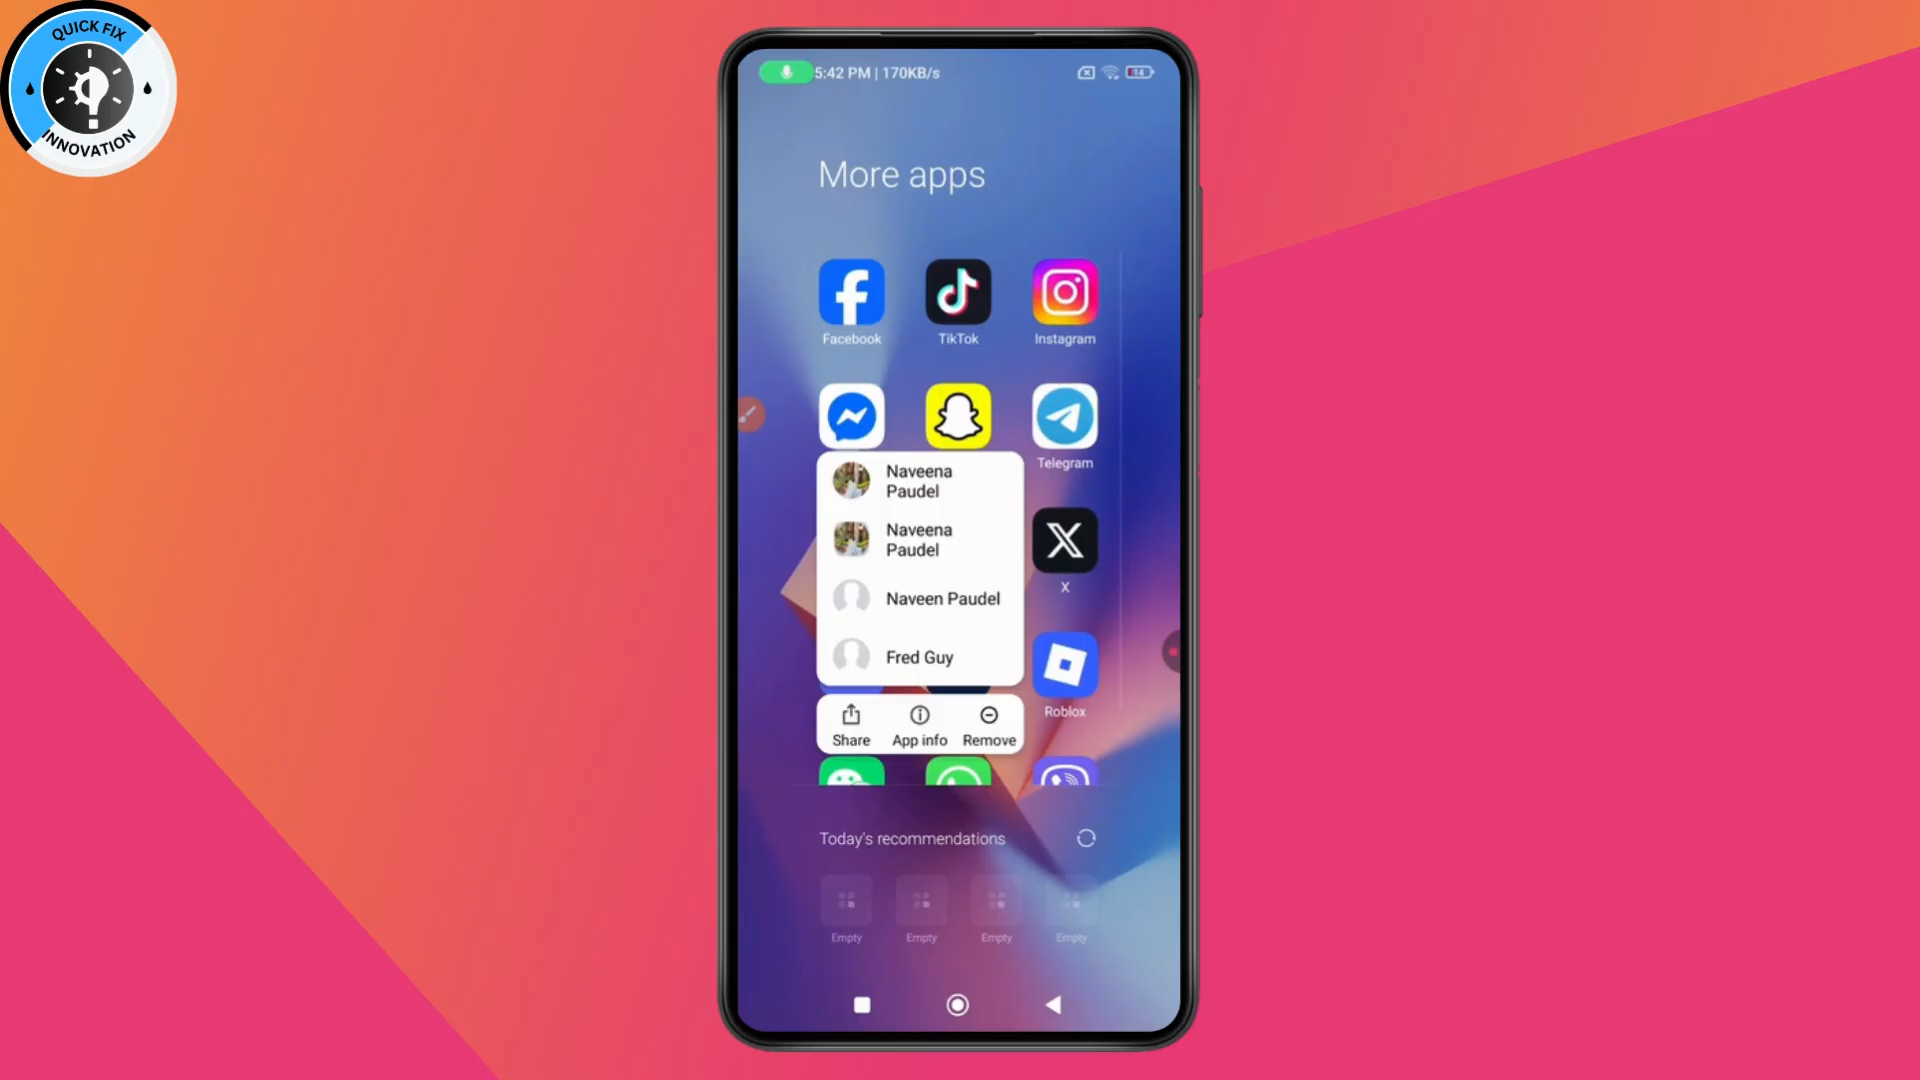 QUICK FIX
INNOVATION
5:42 PM | 170KB/s
14
More apps
Facebook
TikTok
Instagram
Telegram
Naveena
Paudel
Naveena
Paudel
Naveen Paudel
Fred Guy
X
Roblox
Share
App info
Remove
Today's recommendations
Empty
Empty
Empty
Empty